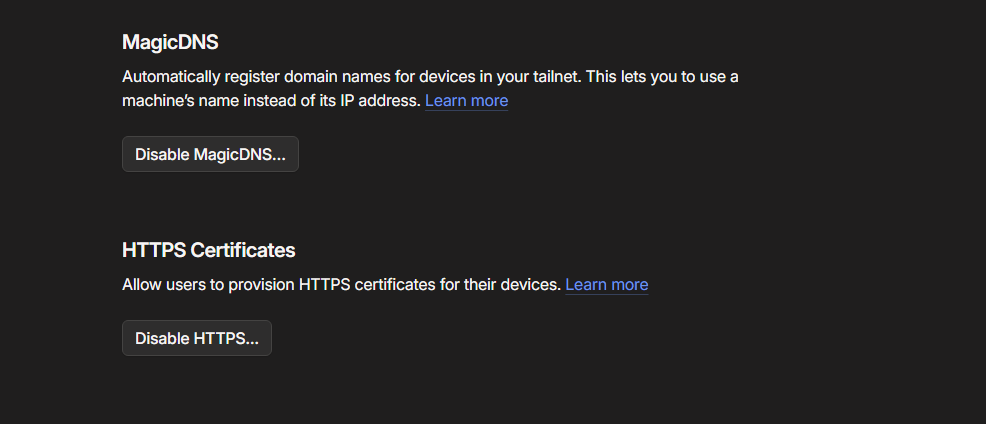 MagicDNS
Automatically register domain names for devices in your tailnet. This lets you to use a
machine’s name instead of its IP address. Learn more
Disable MagicDNS...
HTTPS Certificates
Allow users to provision HTTPS certificates for their devices. Learn more
Disable HTTPS...